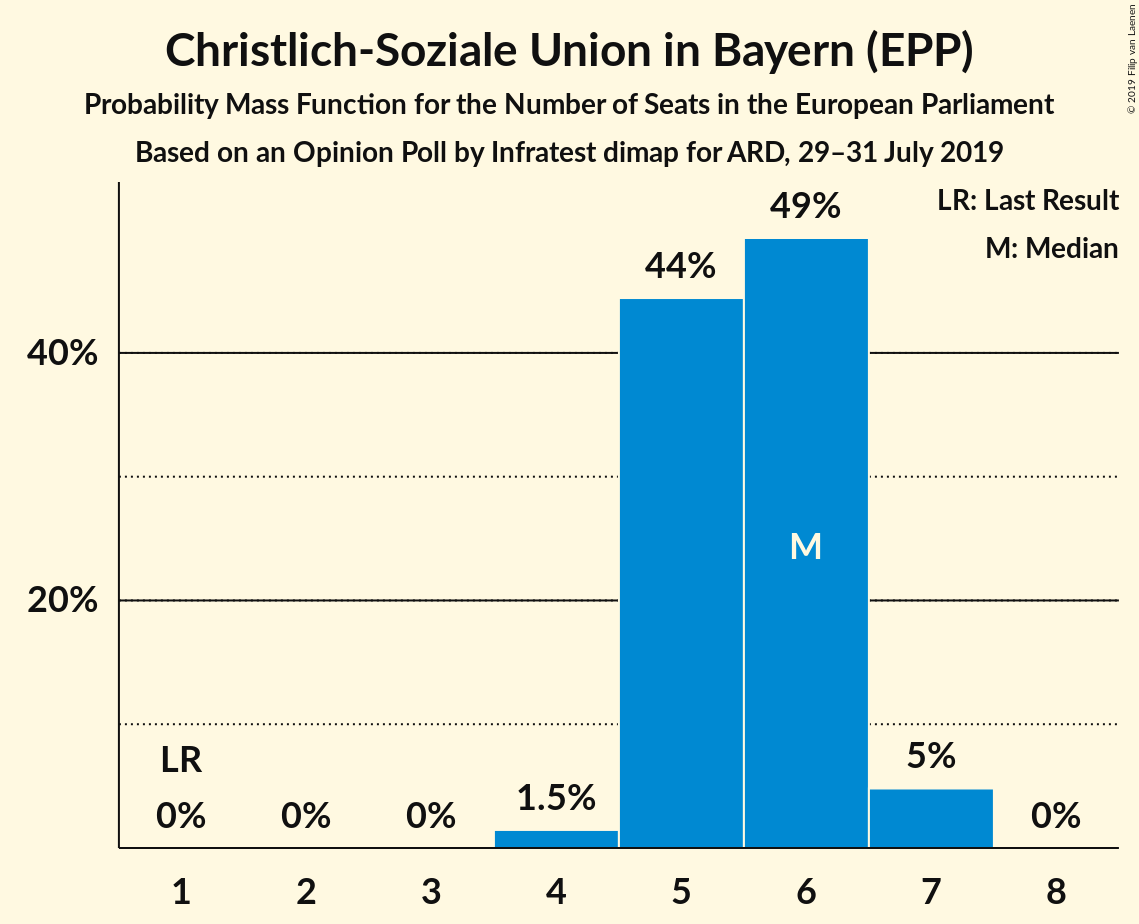 Christlich-Soziale Union in Bayern (EPP)
Probability Mass Function for the Number of Seats in the European Parliament
Based on an Opinion Poll by Infratest dimap for ARD, 29–31 July 2019
© 2019 Filip van Laenen
LR: Last Result
M: Median
49%
44%
40%
M
20%
LR
5%
1.5%
0% 0% 0% 0%
1 2 3 4 5 6 7 8